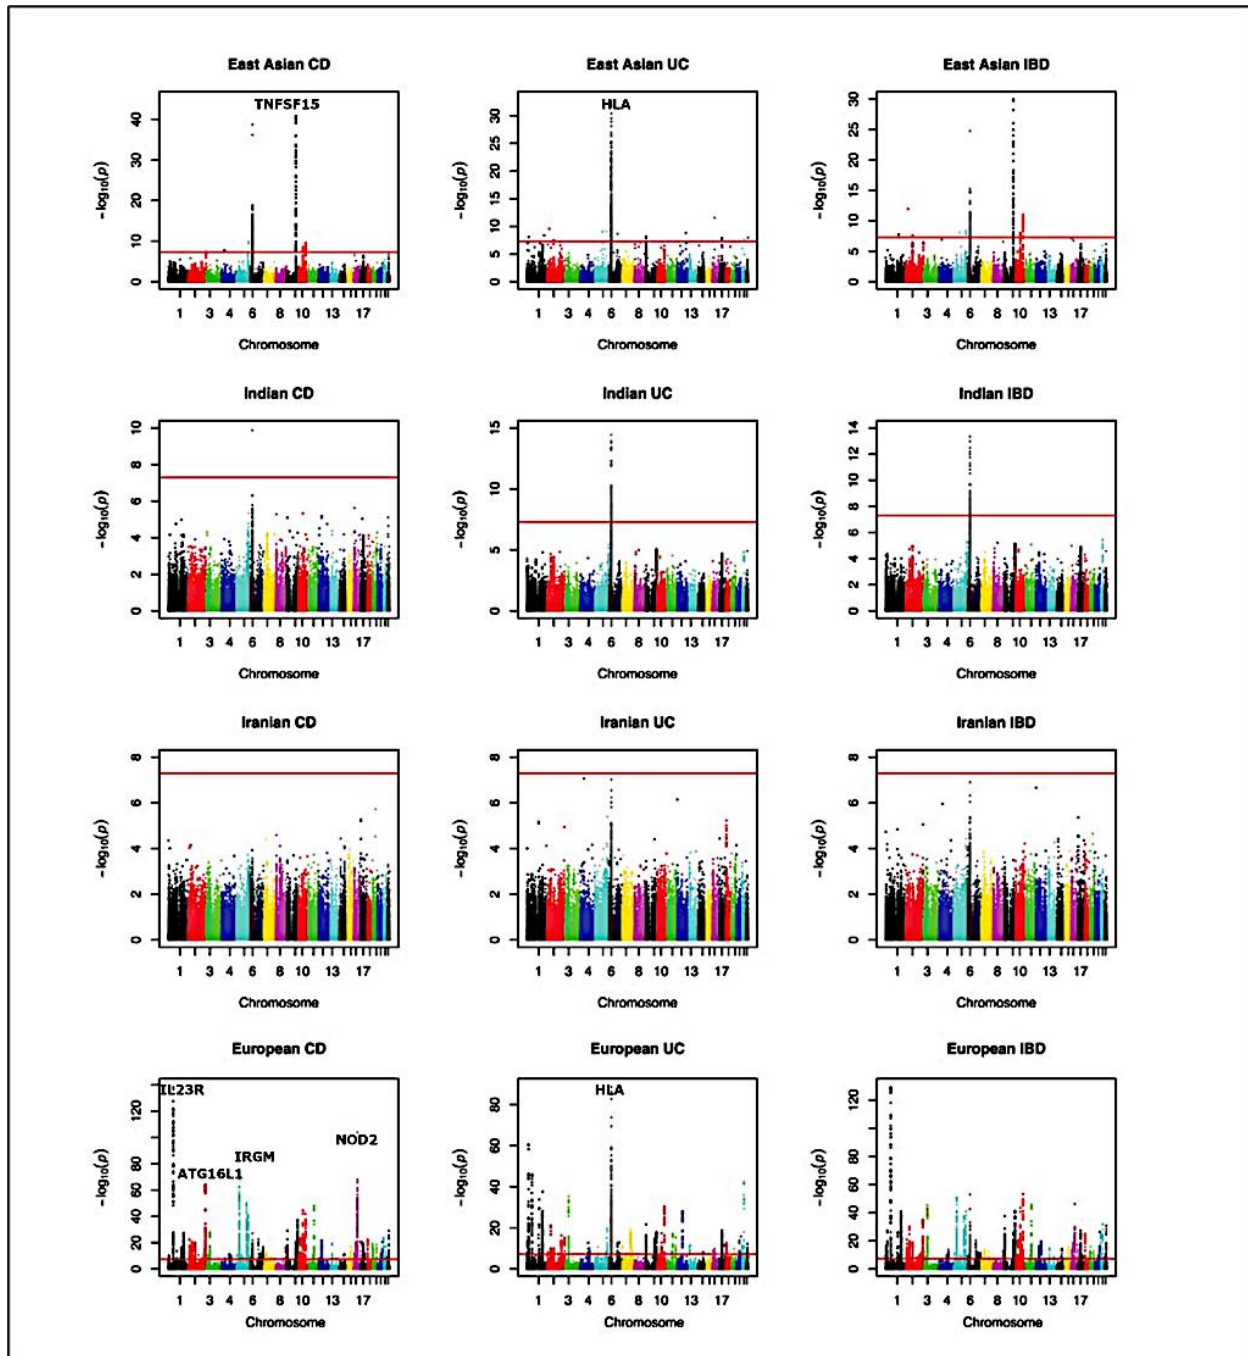 East Asian CD
East Asian UC
East Asian IBD
TNFSF15
HLA
−log10(p)
40
30
20
10
0
−log10(p)
30
25
20
15
10
5
0
−log10(p)
30
25
20
15
10
5
0
1 3 4 6 8 10 13 17
1 3 4 6 8 10 13 17
1 3 4 6 8 10 13 17
Chromosome
Chromosome
Chromosome
Indian CD
Indian UC
Indian IBD
−log10(p)
10
8
6
4
2
0
−log10(p)
15
10
5
0
−log10(p)
14
12
10
8
6
4
2
0
1 3 4 6 8 10 13 17
1 3 4 6 8 10 13 17
1 3 4 6 8 10 13 17
Chromosome
Chromosome
Chromosome
Iranian CD
Iranian UC
Iranian IBD
−log10(p)
8
6
4
2
0
−log10(p)
8
6
4
2
0
−log10(p)
8
6
4
2
0
1 3 4 6 8 10 13 17
1 3 4 6 8 10 13 17
1 3 4 6 8 10 13 17
Chromosome
Chromosome
Chromosome
European CD
European UC
European IBD
IL23R
ATG16L1
IRGM
NOD2
HLA
−log10(p)
120
80
60
40
20
0
−log10(p)
80
60
40
20
0
−log10(p)
120
80
60
40
20
0
1 3 4 6 8 10 13 17
1 3 4 6 8 10 13 17
1 3 4 6 8 10 13 17
Chromosome
Chromosome
Chromosome